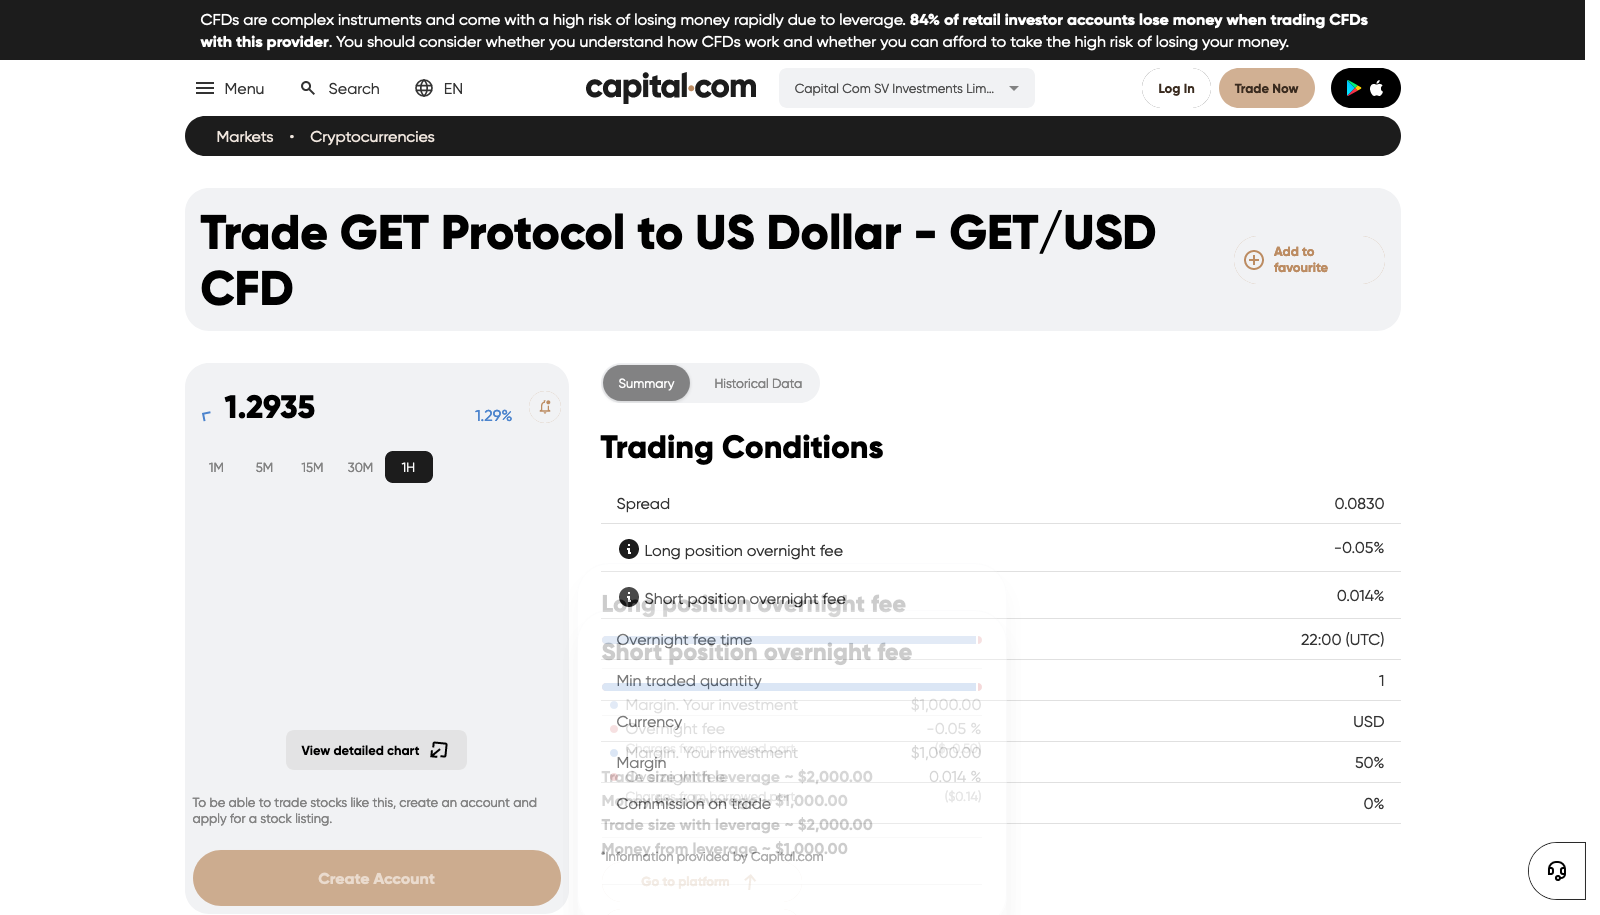 CFDs are complex instruments and come with a high risk of losing money rapidly due to leverage. 84% of retail investor accounts lose money when trading CFDs
with this provider. You should consider whether you understand how CFDs work and whether you can afford to take the high risk of losing your money.
Menu
Search
EN
capital.com
Capital Com SV Investments Lim...
Log In
Trade Now
Markets • Cryptocurrencies
Trade GET Protocol to US Dollar - GET/USD
CFD
Add to
favourite
1.2935
1.29%
1M 5M 15M 30M 1H
View detailed chart
To be able to trade stocks like this, create an account and
apply for a stock listing.
Create Account
Summary
Historical Data
Trading Conditions
Spread 0.0830
Long position overnight fee -0.05%
Short position overnight fee 0.014%
Long position overnight fee
Overnight fee time 22:00 (UTC)
Short position overnight fee
Min traded quantity 1
Margin. Your investment $1,000.00
Currency USD
Overnight fee -0.05 %
Charges from borrowed part
Margin. Your investment $1,000.00
Margin 50%
Trade size with leverage ~ $2,000.00
Overnight fee 0.014 %
Charges from borrowed part ($0.14)
Money from leverage ~ $1,000.00
Commission on trade 0%
Trade size with leverage ~ $2,000.00
Money from leverage ~ $1,000.00
*Information provided by Capital.com
Go to platform